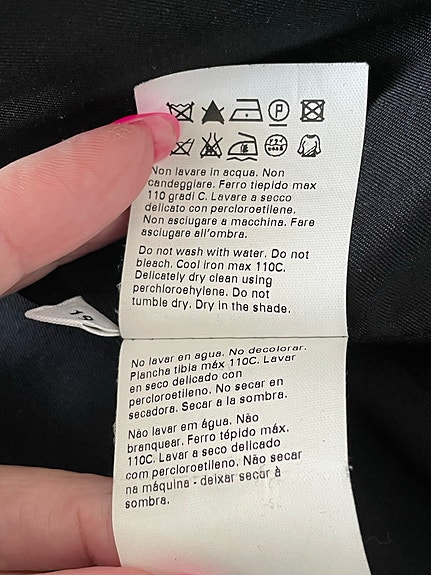 Non lavare in acqua. Non
candeggiare. Ferro tiepido max
110 gradi C. Lavare a secco
delicato con percloroetilene.
Non asciugare a macchina. Fare
asciugare all'ombra.
Do not wash with water. Do not
bleach. Cool iron max 110C.
Delicately dry clean using
perchloroehylene. Do not
tumble dry. Dry in the shade.
No lavar en agua. No decolorar.
Plancha tibia máx 110C. Lavar
en seco delicado con
percloroetileno. No secar en
secadora. Secar a la sombra.
Não lavar em água. Não
branquear. Ferro tépido máx.
110C. Lavar a seco delicado
com percloroetileno. Não secar
na máquina - deixar secar à
sombra.